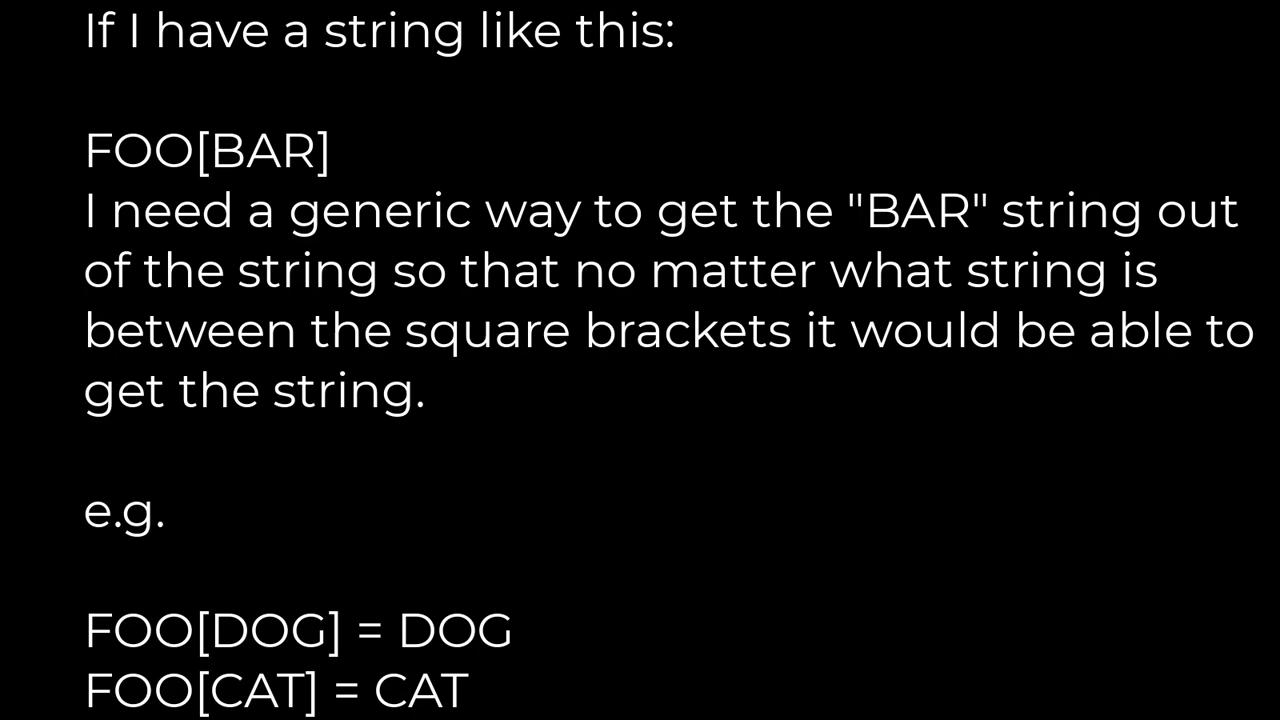 If I have a string like this:
FOO[BAR]
I need a generic way to get the "BAR" string out
of the string so that no matter what string is
between the square brackets it would be able to
get the string.
e.g.
FOO[DOG] = DOG
FOO[CAT] = CAT